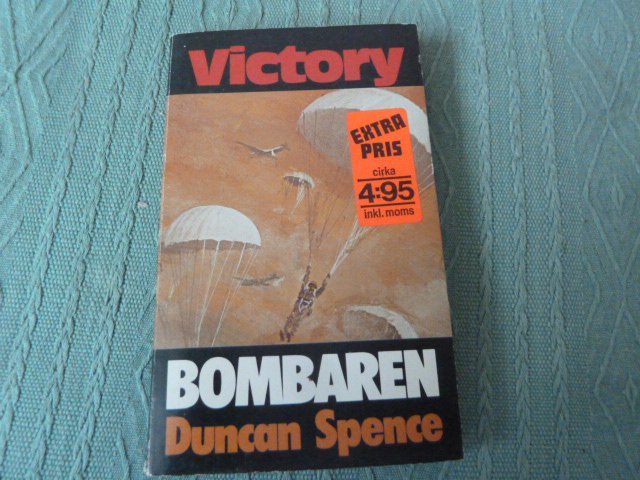 Victory
EXTRA
PRIS
cirka
4:95
inkl. moms
BOMBAREN
Duncan Spence